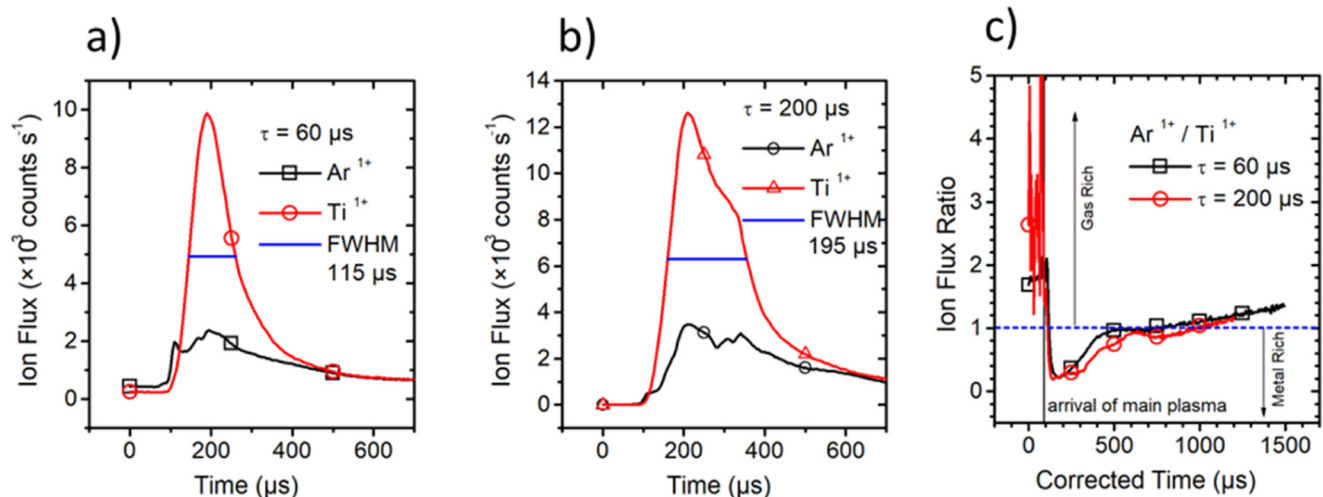 a)
Ion Flux (×10³ counts s⁻¹)
10
8
6
4
2
0
τ = 60 µs
Ar ¹⁺
Ti ¹⁺
FWHM
115 µs
0 200 400 600
Time (µs)
b)
Ion Flux (×10³ counts s⁻¹)
14
12
10
8
6
4
2
0
τ = 200 µs
Ar ¹⁺
Ti ¹⁺
FWHM
195 µs
0 200 400 600
Time (µs)
c)
Ion Flux Ratio
5
4
3
2
1
0
Gas Rich
Ar ¹⁺ / Ti ¹⁺
τ = 60 µs
τ = 200 µs
Metal Rich
arrival of main plasma
0 500 1000 1500
Corrected Time (µs)